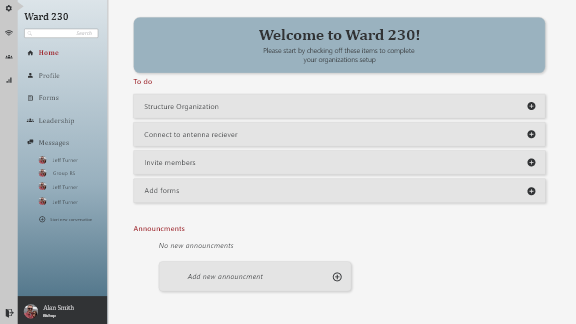 Ward 230
Search
Home
Profile
Forms
Leadership
Messages
Jeff Turner
Group 81
Jeff Turner
Jeff Turner
Alan Smith
Bishop
Welcome to Ward 230!
Please start by checking off these items to complete
your organizations setup
To do
Structure Organization
Connect to antenna reciever
Invite members
Add forms
Announcments
No new announcments
Add new announcment